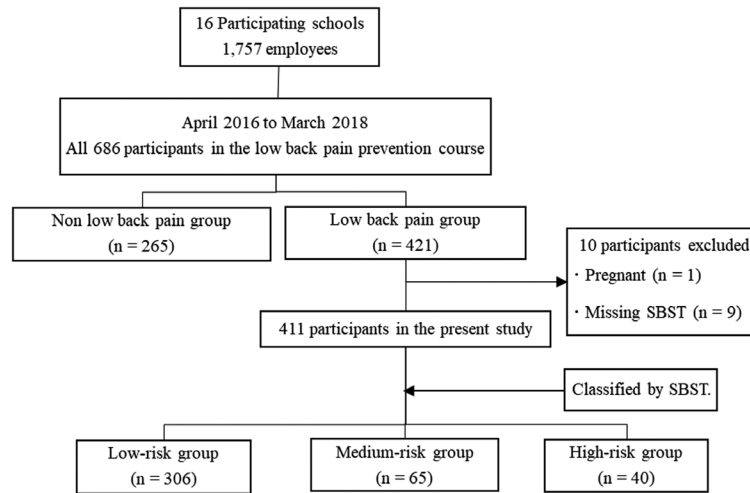 16 Participating schools
1,757 employees
April 2016 to March 2018
All 686 participants in the low back pain prevention course
Non low back pain group
(n = 265)
Low back pain group
(n = 421)
10 participants excluded
・Pregnant (n = 1)
・Missing SBST (n = 9)
411 participants in the present study
Classified by SBST.
Low-risk group
(n = 306)
Medium-risk group
(n = 65)
High-risk group
(n = 40)